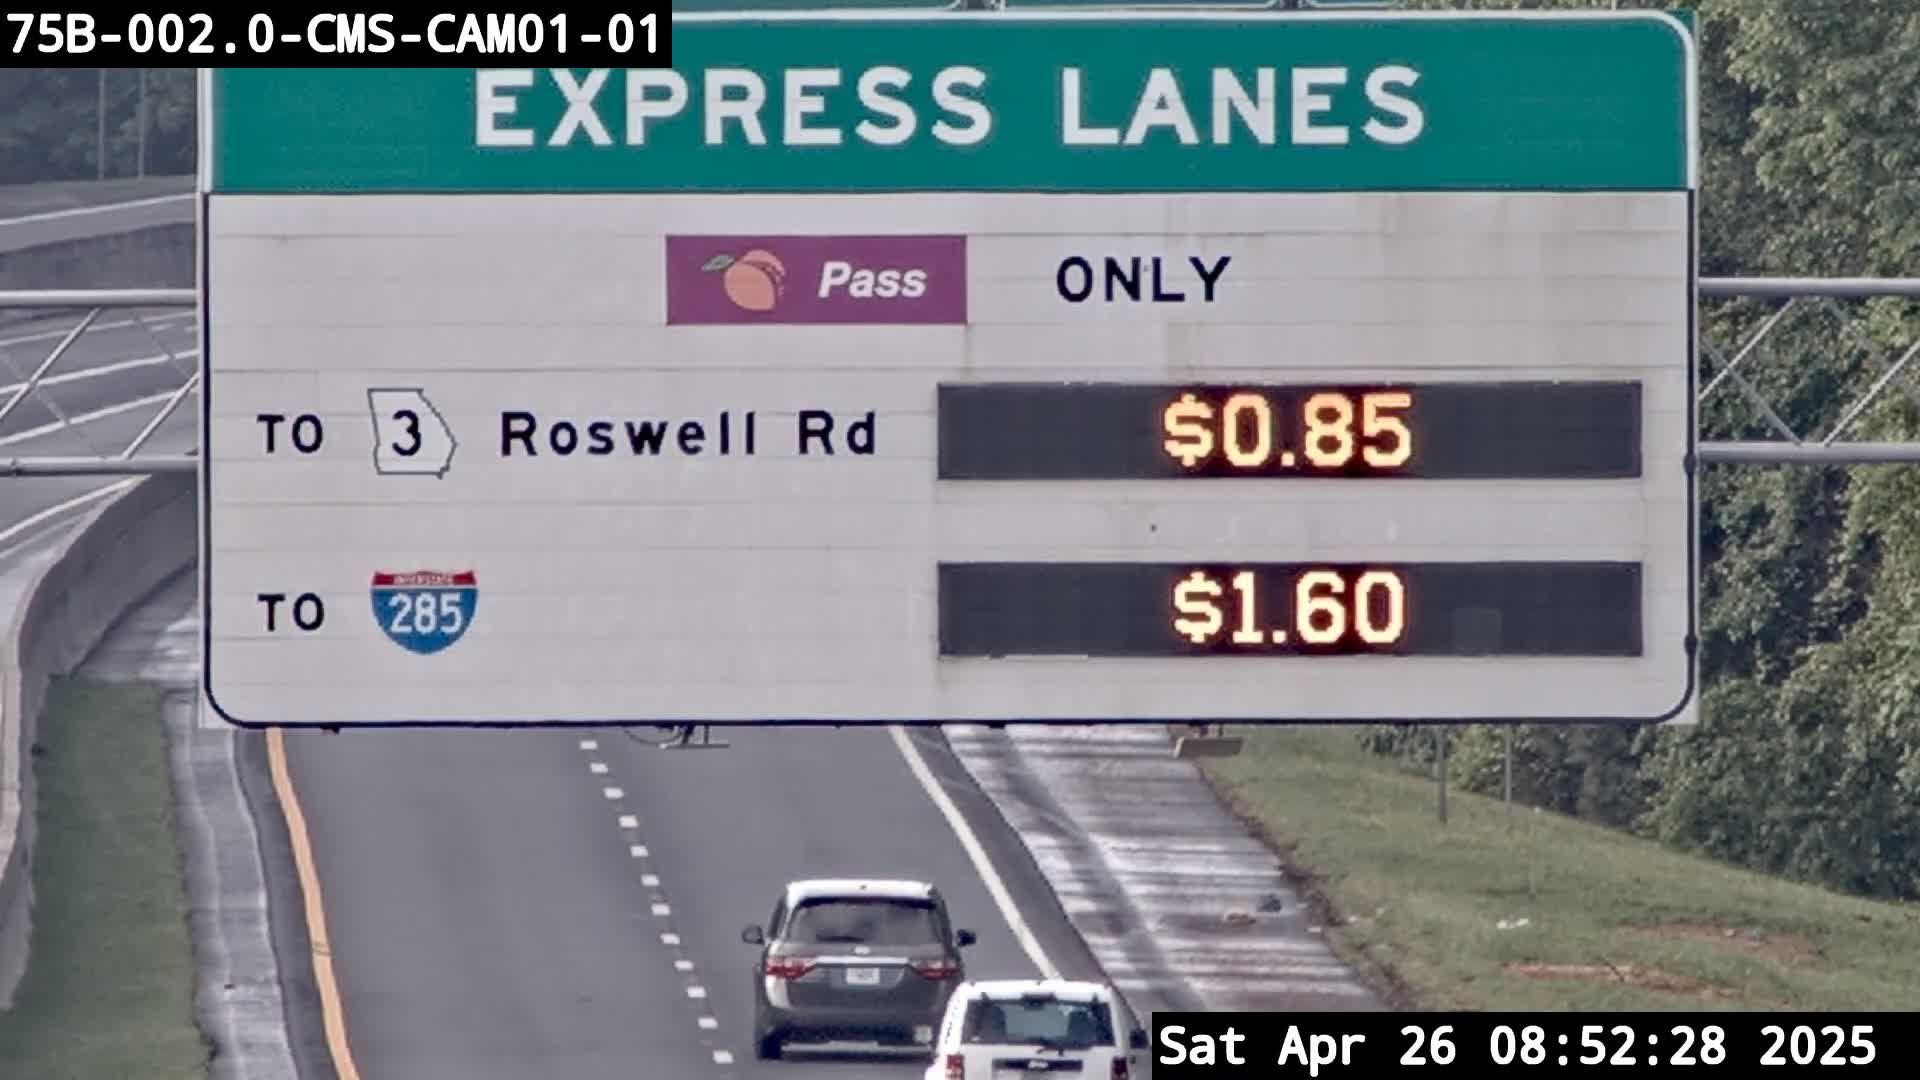 75B-002.0-CMS-CAM01-01
EXPRESS LANES
Pass ONLY
TO 3 Roswell Rd $0.85
TO INTERSTATE 285 $1.60
Sat Apr 26 08:52:28 2025